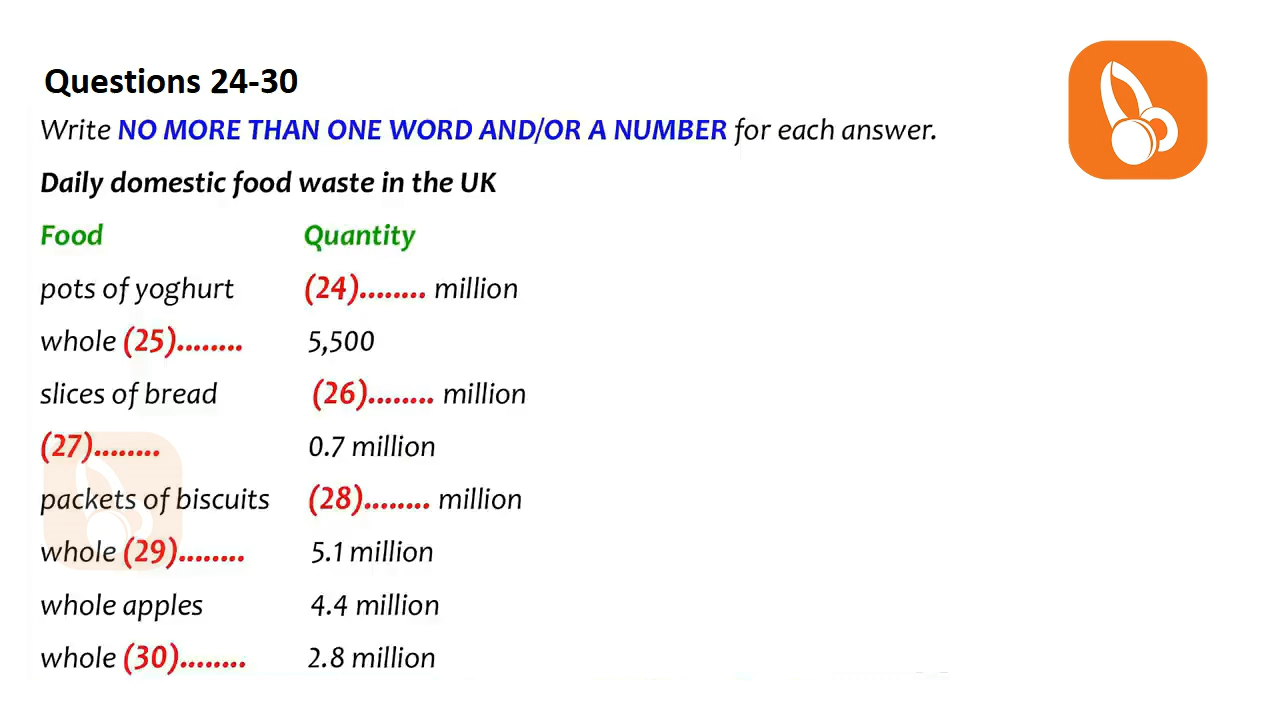 Questions 24-30
Write NO MORE THAN ONE WORD AND/OR A NUMBER for each answer.
Daily domestic food waste in the UK
Food Quantity
pots of yoghurt (24)........ million
whole (25)........ 5,500
slices of bread (26)........ million
(27)........ 0.7 million
packets of biscuits (28)........ million
whole (29)........ 5.1 million
whole apples 4.4 million
whole (30)........ 2.8 million